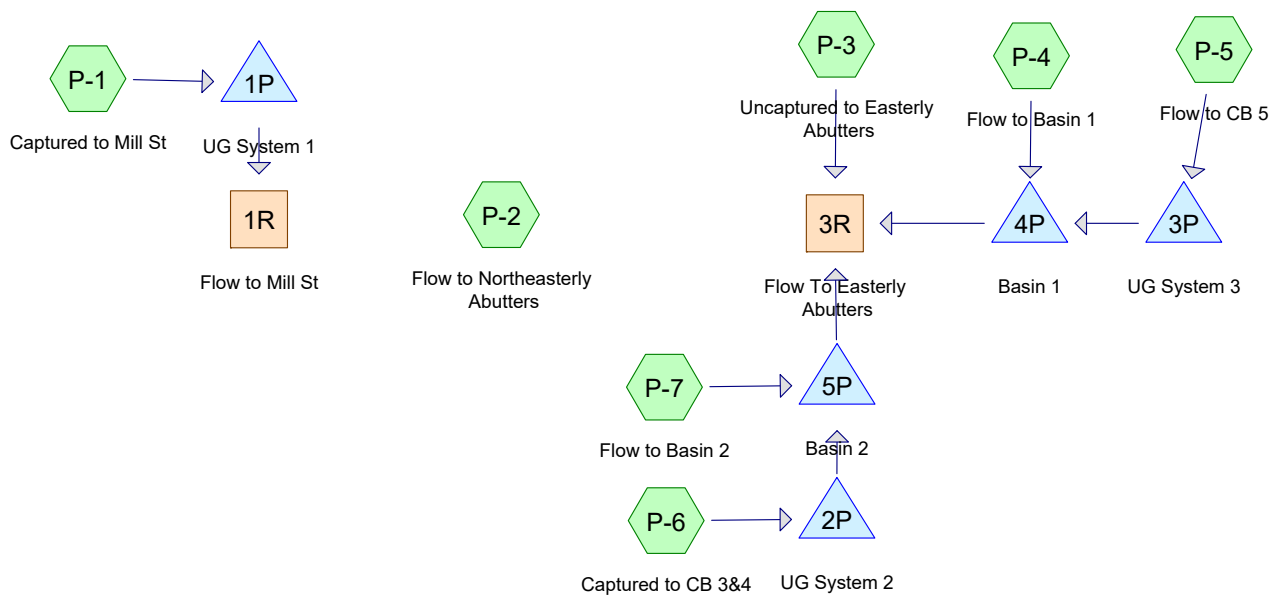 P-1
1P
Captured to Mill St
UG System 1
1R
Flow to Mill St
P-2
Flow to Northeasterly
Abutters
P-3
Uncaptured to Easterly
Abutters
P-4
Flow to Basin 1
P-5
Flow to CB 5
3R
Flow To Easterly
Abutters
4P
Basin 1
3P
UG System 3
P-7
Flow to Basin 2
5P
Basin 2
P-6
Captured to CB 3&4
2P
UG System 2